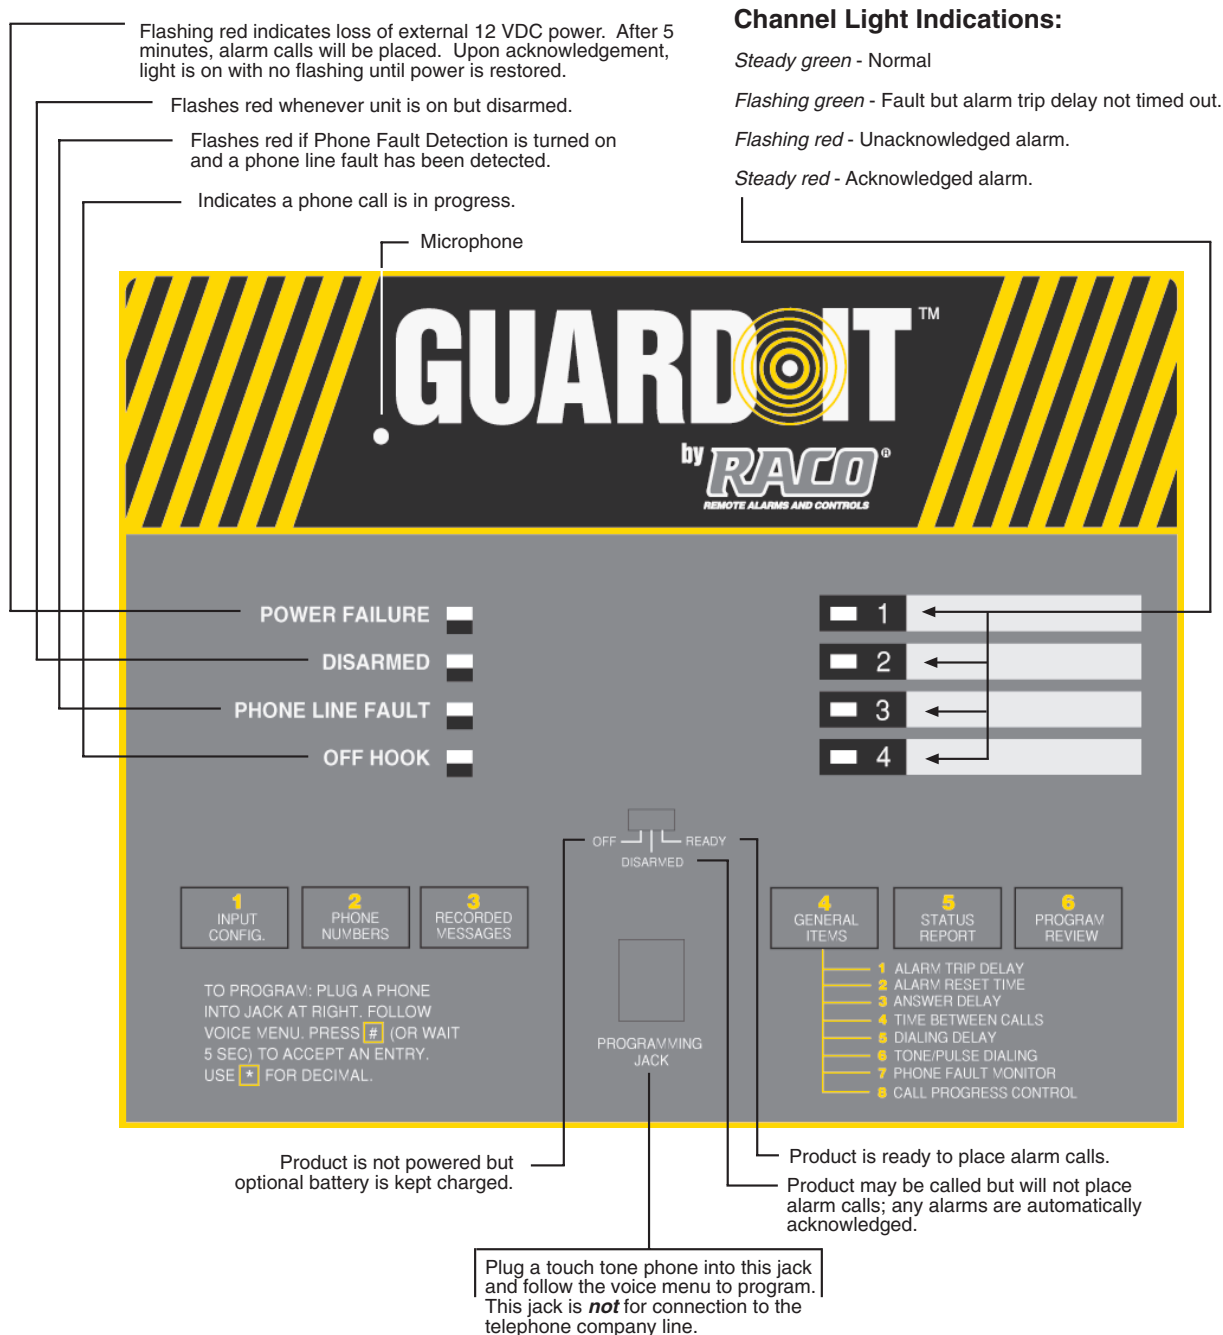 Flashing red indicates loss of external 12 VDC power.  After 5
minutes, alarm calls will be placed.  Upon acknowledgement,
light is on with no flashing until power is restored.
Flashes red whenever unit is on but disarmed.
Flashes red if Phone Fault Detection is turned on
and a phone line fault has been detected.
Indicates a phone call is in progress.
Microphone
Channel Light Indications:
Steady green - Normal
Flashing green - Fault but alarm trip delay not timed out.
Flashing red - Unacknowledged alarm.
Steady red - Acknowledged alarm.
GUARD IT™
by RACO®
REMOTE ALARMS AND CONTROLS
POWER FAILURE
DISARMED
PHONE LINE FAULT
OFF HOOK
1
2
3
4
OFF
READY
DISARMED
1
INPUT
CONFIG.
2
PHONE
NUMBERS
3
RECORDED
MESSAGES
4
GENERAL
ITEMS
5
STATUS
REPORT
6
PROGRAM
REVIEW
TO PROGRAM: PLUG A PHONE
INTO JACK AT RIGHT. FOLLOW
VOICE MENU. PRESS # (OR WAIT
5 SEC) TO ACCEPT AN ENTRY.
USE * FOR DECIMAL.
PROGRAMMING
JACK
1 ALARM TRIP DELAY
2 ALARM RESET TIME
3 ANSWER DELAY
4 TIME BETWEEN CALLS
5 DIALING DELAY
6 TONE/PULSE DIALING
7 PHONE FAULT MONITOR
8 CALL PROGRESS CONTROL
Product is not powered but
optional battery is kept charged.
Product is ready to place alarm calls.
Product may be called but will not place
alarm calls; any alarms are automatically
acknowledged.
Plug a touch tone phone into this jack
and follow the voice menu to program.
This jack is not for connection to the
telephone company line.